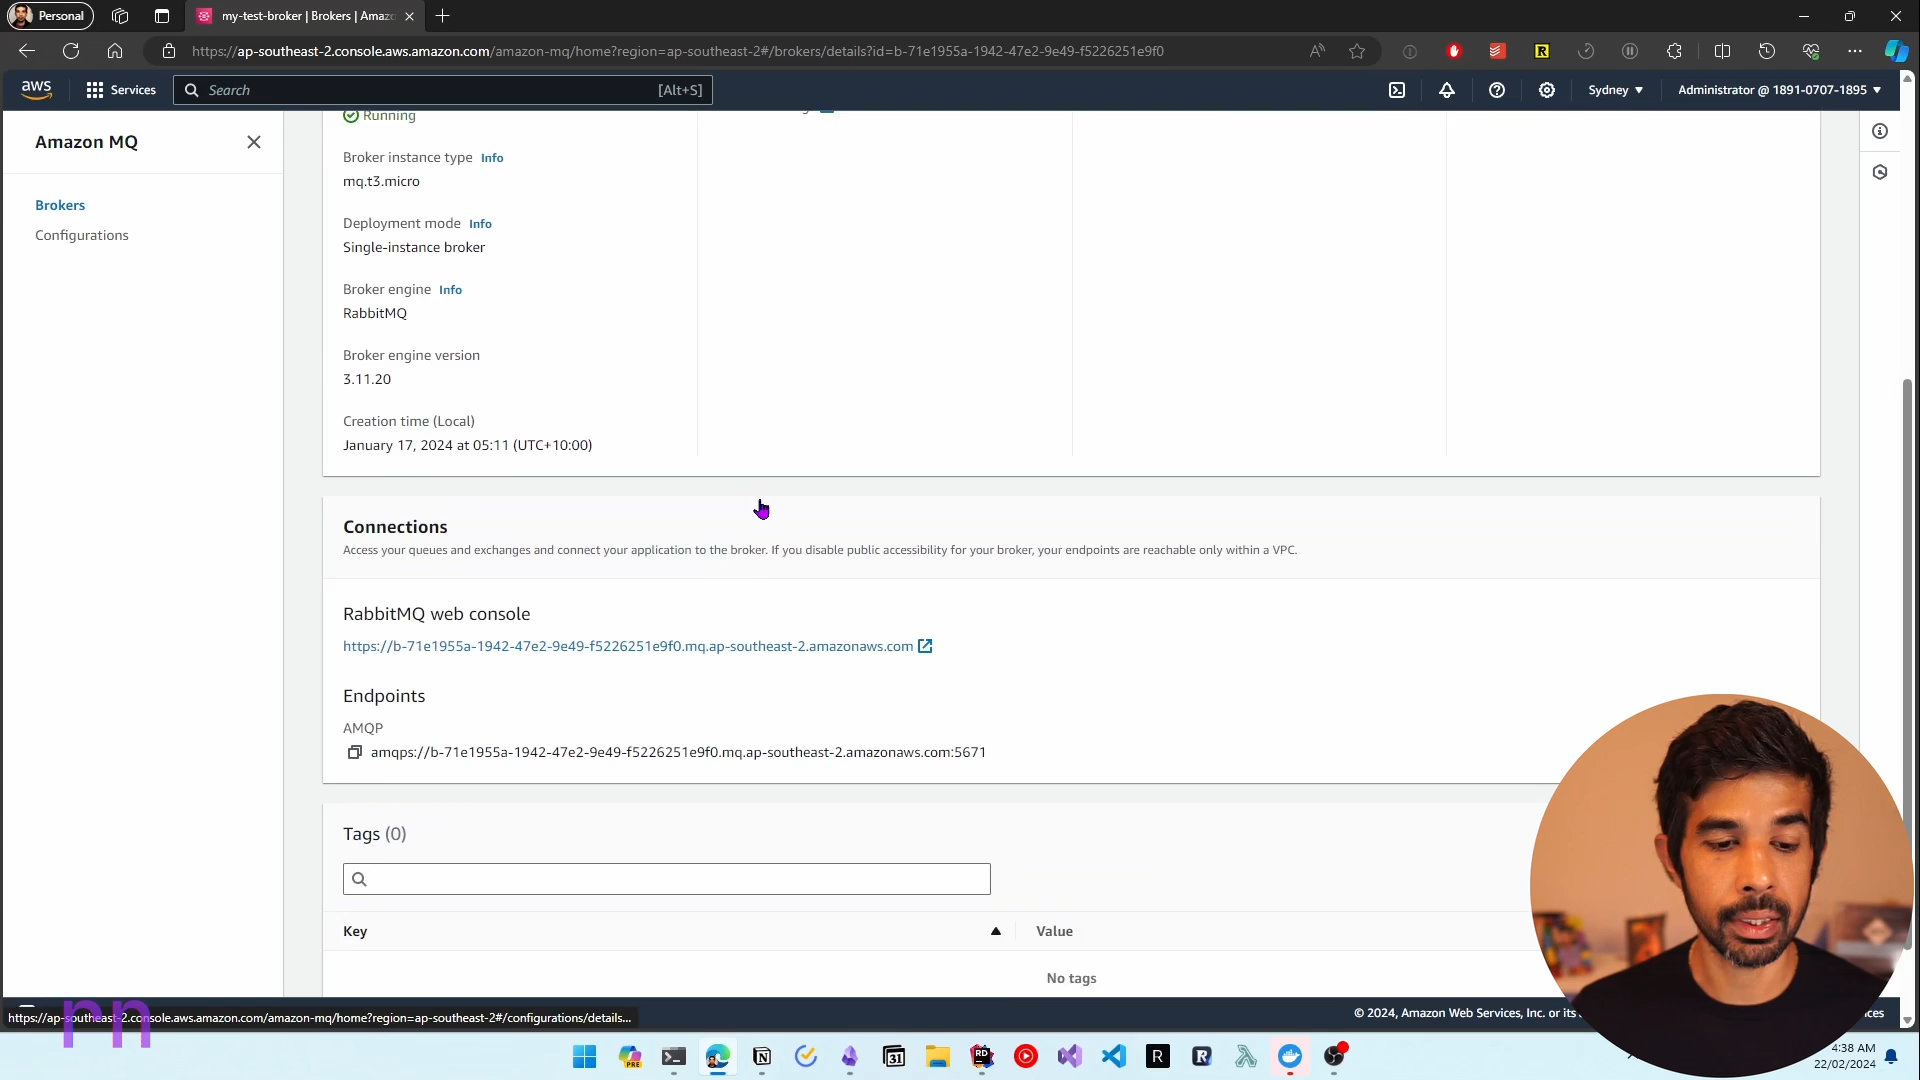 Personal
my-test-broker | Brokers | Amazo
https://ap-southeast-2.console.aws.amazon.com/amazon-mq/home?region=ap-southeast-2#/brokers/details?id=b-71e1955a-1942-47e2-9e49-f5226251e9f0
aws
Services
Search
[Alt+S]
Sydney
Administrator @ 1891-0707-1895
Amazon MQ
Brokers
Configurations
Running
Broker instance type Info
mq.t3.micro
Deployment mode Info
Single-instance broker
Broker engine Info
RabbitMQ
Broker engine version
3.11.20
Creation time (Local)
January 17, 2024 at 05:11 (UTC+10:00)
Connections
Access your queues and exchanges and connect your application to the broker. If you disable public accessibility for your broker, your endpoints are reachable only within a VPC.
RabbitMQ web console
https://b-71e1955a-1942-47e2-9e49-f5226251e9f0.mq.ap-southeast-2.amazonaws.com
Endpoints
AMQP
amqps://b-71e1955a-1942-47e2-9e49-f5226251e9f0.mq.ap-southeast-2.amazonaws.com:5671
Tags (0)
Key
Value
No tags
https://ap-southeast-2.console.aws.amazon.com/amazon-mq/home?region=ap-southeast-2#/configurations/details...
© 2024, Amazon Web Services, Inc. or its
rn
PRE
31
RD
R
R
4:38 AM
22/02/2024